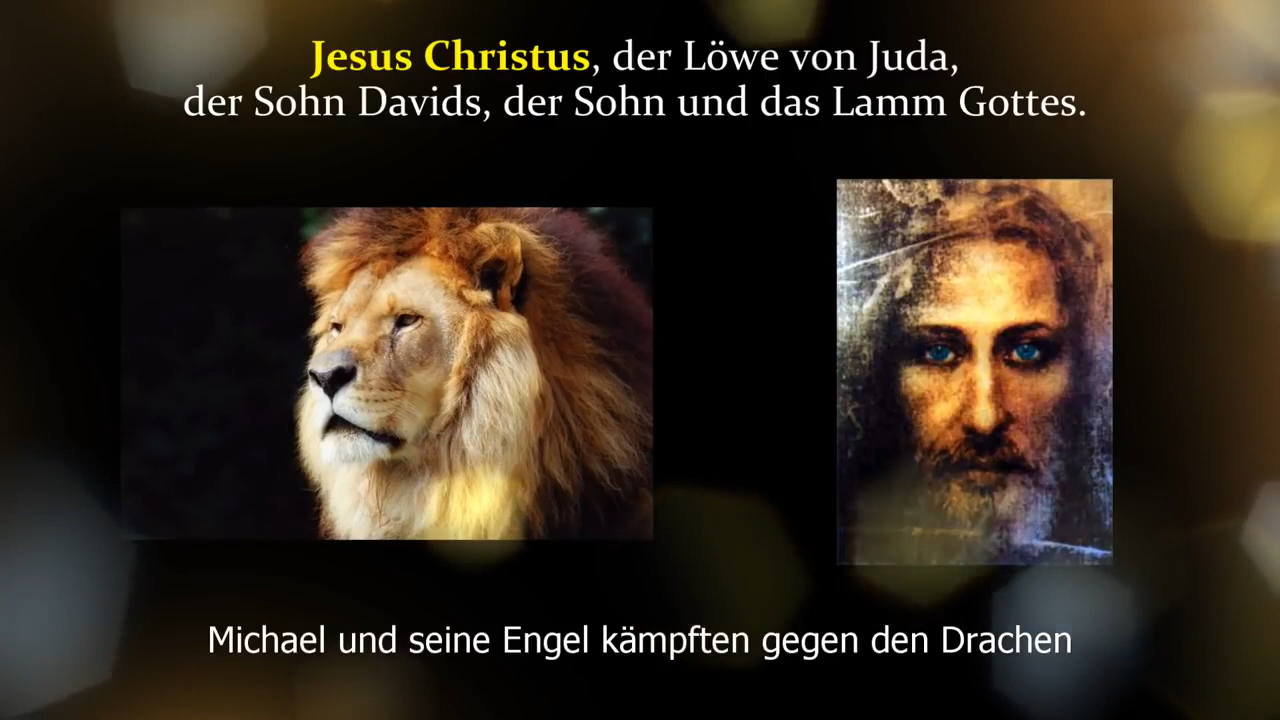 Jesus Christus, der Löwe von Juda,
der Sohn Davids, der Sohn und das Lamm Gottes.
Michael und seine Engel kämpften gegen den Drachen